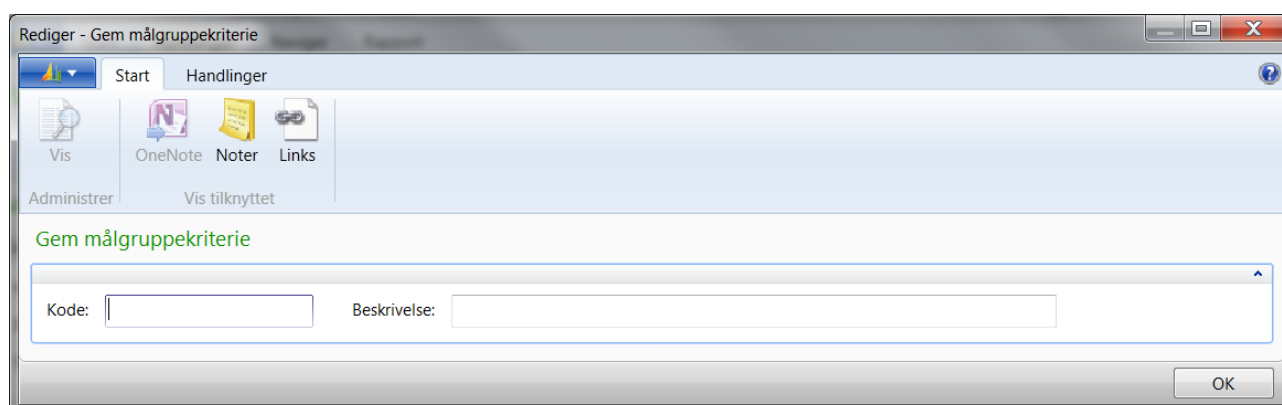 Rediger - Gem målgruppekriterie
Start Handlinger
Vis OneNote Noter Links
Administrer Vis tilknyttet
Gem målgruppekriterie
Kode: Beskrivelse:
OK